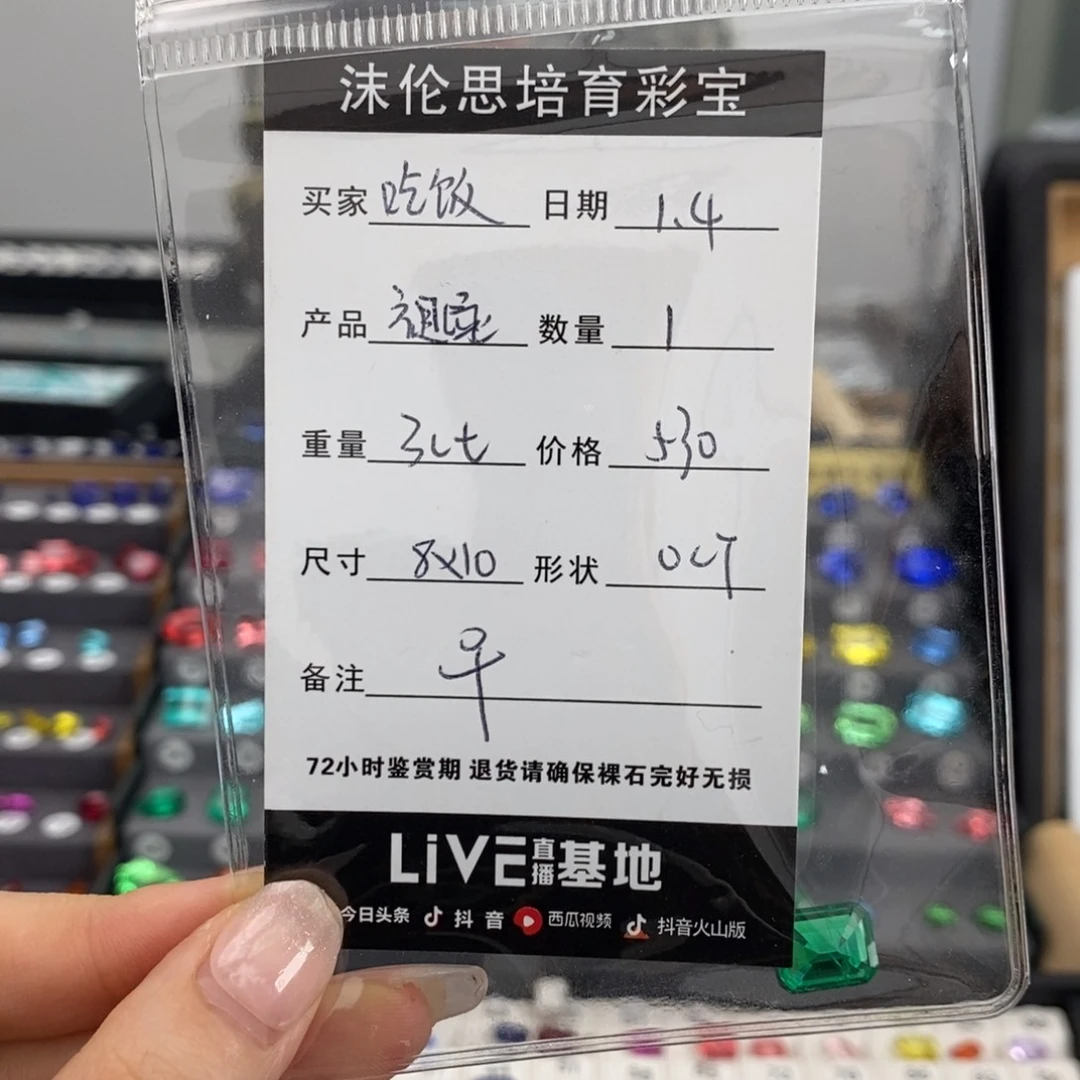 沫伦思培育彩宝
买家 吃饭 日期 1.4
产品 祖母绿 数量 1
重量 3ct 价格 530
尺寸 8x10 形状 OCT
备注 早
72小时鉴赏期 退货请确保裸石完好无损
LiVE直播基地
今日头条 抖音 西瓜视频 抖音火山版